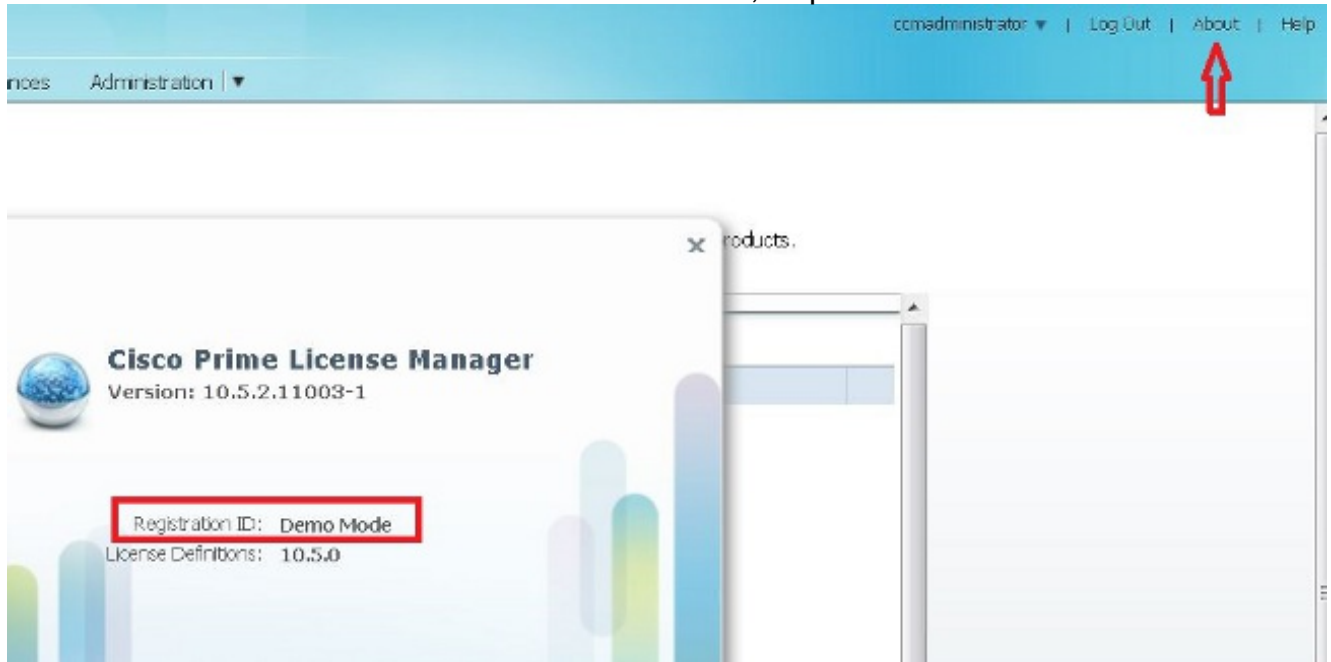 ccmadministrator ▼ | Log Out | About | Help
nces Administration | ▼
roducts.
Cisco Prime License Manager
Version: 10.5.2.11003-1
Registration ID: Demo Mode
License Definitions: 10.5.0